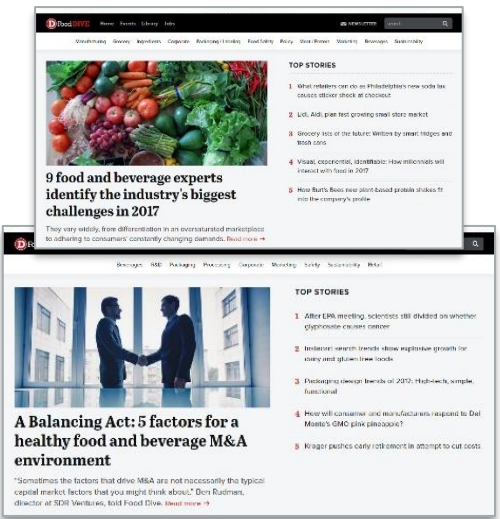 FoodDIVE Home Events Library Jobs NEWSLETTER search
Manufacturing Grocery Ingredients Corporate Packaging / Labeling Food Safety Policy Meat / Protein Marketing Beverages Sustainability
9 food and beverage experts
identify the industry's biggest
challenges in 2017
They vary widely, from differentiation in an oversaturated marketplace
to adhering to consumers' constantly changing demands. Read more →
TOP STORIES
1 What retailers can do as Philadelphia's new soda tax
causes sticker shock at checkout
2 Lidl, Aldi, plan fast growing small store market
3 Grocery lists of the future: Written by smart fridges and
trash cans
4 Visual, experiential, identifiable: How millennials will
interact with food in 2017
5 How Burt's Bees new plant-based protein shakes fit
into the company's profile
Beverages R&D Packaging Processing Corporate Marketing Safety Sustainability Retail
A Balancing Act: 5 factors for a
healthy food and beverage M&A
environment
"Sometimes the factors that drive M&A are not necessarily the typical
capital market factors that you might think about," Ben Rudman,
director at SDR Ventures, told Food Dive. Read more →
TOP STORIES
1 After EPA meeting, scientists still divided on whether
glyphosate causes cancer
2 Instacart search trends show explosive growth for
dairy and gluten free foods
3 Packaging design trends of 2017: High-tech, simple,
functional
4 How will consumer and manufacturers respond to Del
Monte's GMO pink pineapple?
5 Kroger pushes early retirement in attempt to cut costs